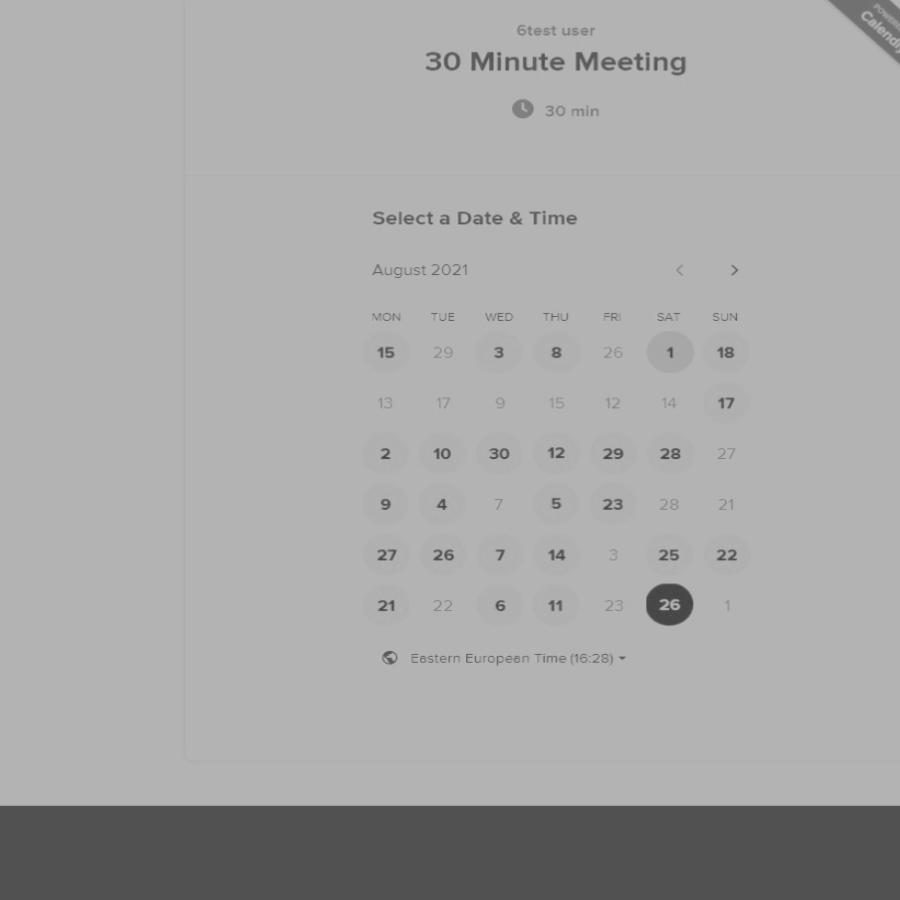 POWERED
Calendly
6test user
30 Minute Meeting
30 min
Select a Date & Time
August 2021
MON TUE WED THU FRI SAT SUN
15 29 3 8 26 1 18
13 17 9 15 12 14 17
2 10 30 12 29 28 27
9 4 7 5 23 28 21
27 26 7 14 3 25 22
21 22 6 11 23 26 1
Eastern European Time (16:28)